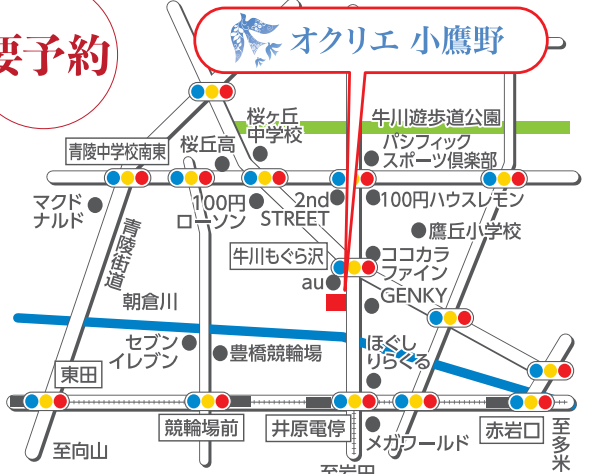 オクリエ 小鷹野
要予約
桜ヶ丘
中学校
牛川遊歩道公園
青陵中学校南東
桜丘高
パシフィック
スポーツ倶楽部
マクド
ナルド
100円
ローソン
2nd
STREET
100円ハウスレモン
青陵街道
鷹丘小学校
牛川もぐら沢
ココカラ
ファイン
au
GENKY
朝倉川
セブン
イレブン
豊橋競輪場
ほぐし
りらくる
東田
競輪場前
井原電停
赤岩口
メガワールド
至向山
至岩田
至多米